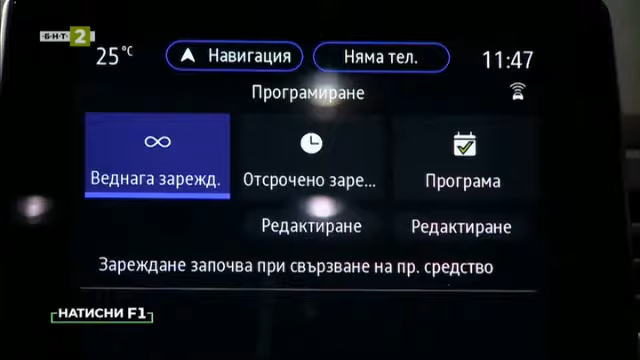 БНТ 2
25°C
Навигация
Няма тел.
11:47
Програмиране
Веднага зарежд.
Отсрочено заре...
Програма
Редактиране
Редактиране
Зареждане започва при свързване на пр. средство
НАТИСНИ F1